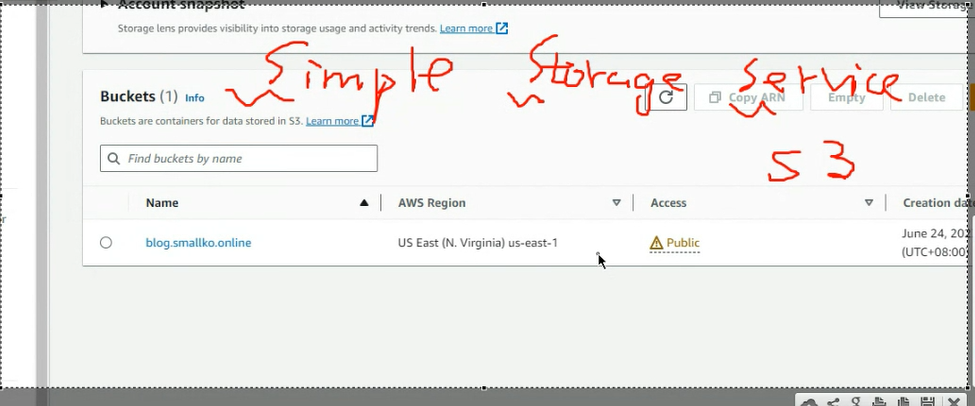 Account snapshot
View Storage
Storage lens provides visibility into storage usage and activity trends. Learn more
Simple Storage Service
Buckets (1) Info
Copy ARN Empty Delete
Buckets are containers for data stored in S3. Learn more
S3
Find buckets by name
Name AWS Region Access Creation date
blog.smallko.online US East (N. Virginia) us-east-1 Public June 24, 202
(UTC+08:00)